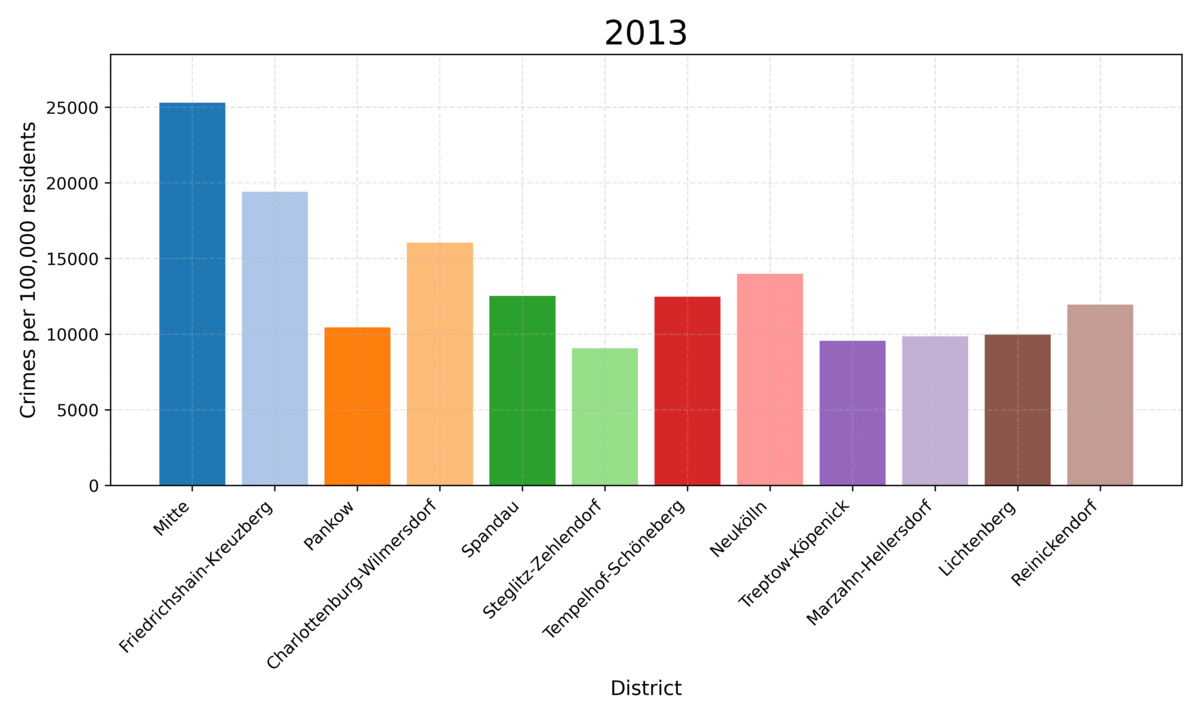 2013
Crimes per 100,000 residents
25000
20000
15000
10000
5000
0
Mitte
Friedrichshain-Kreuzberg
Pankow
Charlottenburg-Wilmersdorf
Spandau
Steglitz-Zehlendorf
Tempelhof-Schöneberg
Neukölln
Treptow-Köpenick
Marzahn-Hellersdorf
Lichtenberg
Reinickendorf
District